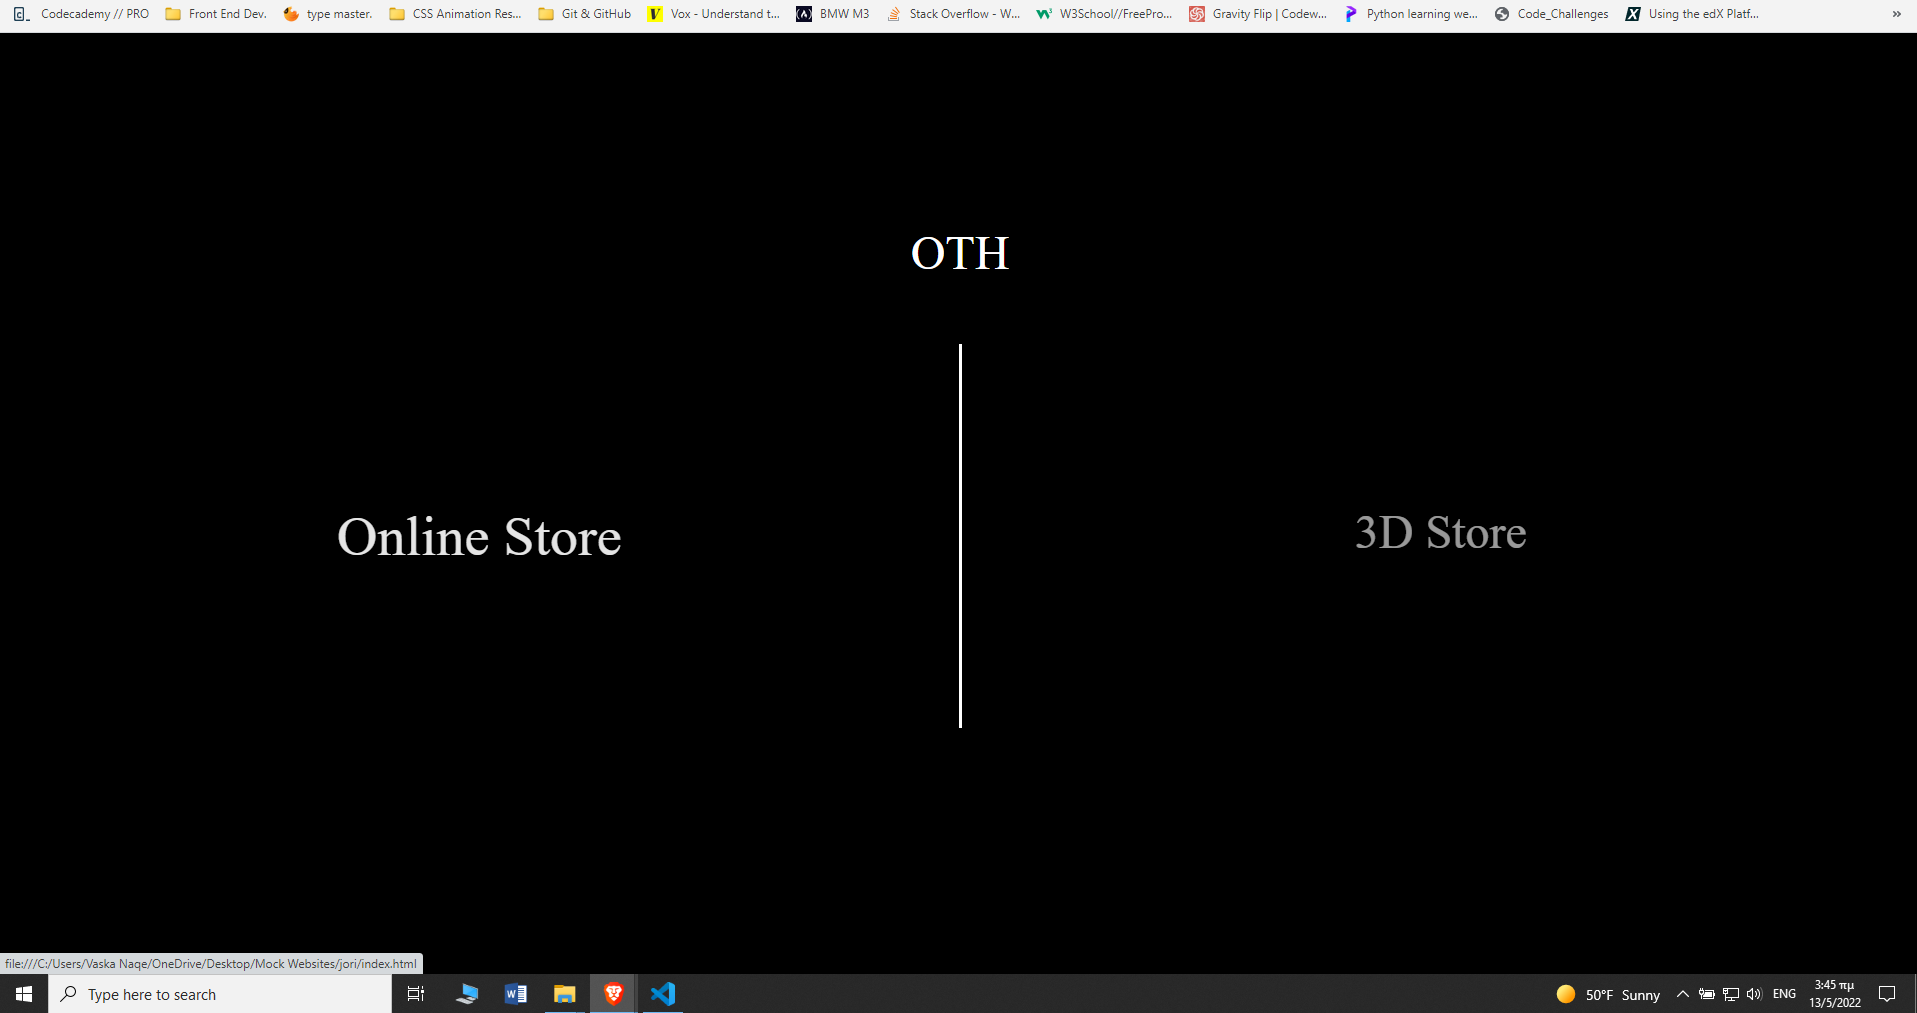 Codecademy // PRO Front End Dev. type master. CSS Animation Res... Git & GitHub Vox - Understand t... BMW M3 Stack Overflow - W... W3School//FreePro... Gravity Flip | Codew... Python learning we... Code_Challenges Using the edX Platf... »
OTH
Online Store
3D Store
file:///C:/Users/Vaska Naqe/OneDrive/Desktop/Mock Websites/jori/index.html
Type here to search
50°F Sunny
ENG
3:45 πμ
13/5/2022